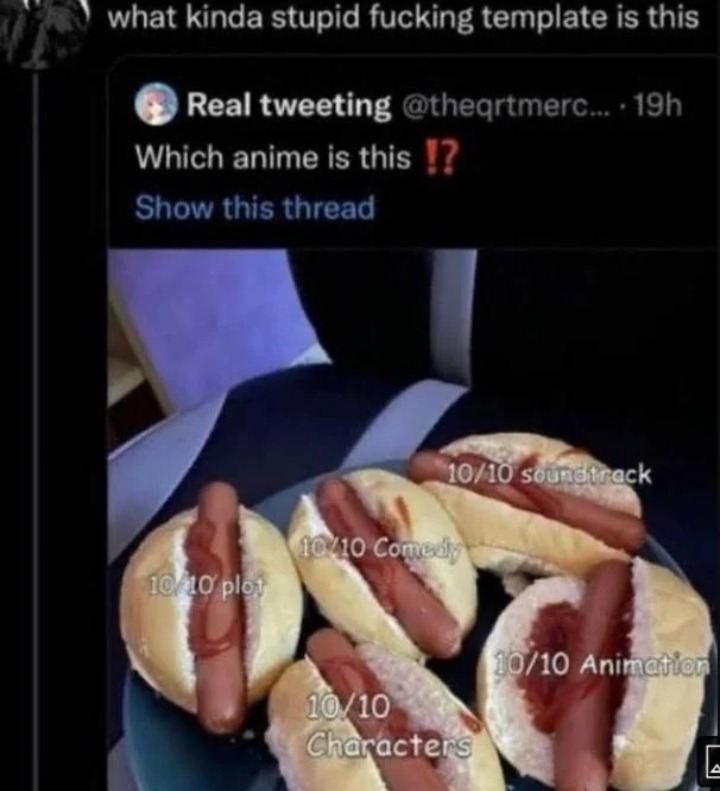 what kinda stupid fucking template is this
Real tweeting @theqrtmerc... · 19h
Which anime is this ⁉️
Show this thread
10/10 soundtrack
10/10 Comedy
10/10 plot
10/10 Animation
10/10
Characters